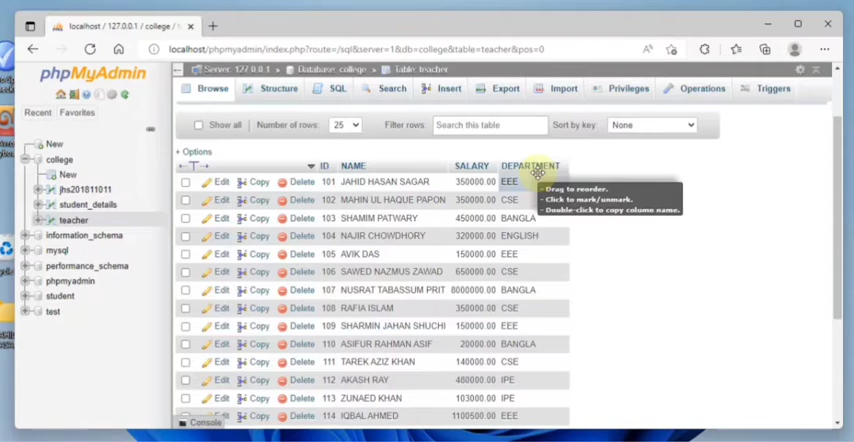 localhost / 127.0.0.1 / college / t
localhost/phpmyadmin/index.php?route=/sql&server=1&db=college&table=teacher&pos=0
phpMyAdmin
Recent Favorites
New
college
New
jhs201811011
student_details
teacher
information_schema
mysql
performance_schema
phpmyadmin
student
test
Server: 127.0.0.1 » Database: college » Table: teacher
Browse Structure SQL Search Insert Export Import Privileges Operations Triggers
Show all Number of rows: 25 Filter rows: Search this table Sort by key: None
+ Options
ID NAME SALARY DEPARTMENT
Edit Copy Delete 101 JAHID HASAN SAGAR 350000.00 EEE
Edit Copy Delete 102 MAHIN UL HAQUE PAPON 350000.00 CSE
Edit Copy Delete 103 SHAMIM PATWARY 450000.00 BANGLA
Edit Copy Delete 104 NAJIR CHOWDHORY 320000.00 ENGLISH
Edit Copy Delete 105 AVIK DAS 150000.00 EEE
Edit Copy Delete 106 SAWED NAZMUS ZAWAD 650000.00 CSE
Edit Copy Delete 107 NUSRAT TABASSUM PRIT 8000000.00 BANGLA
Edit Copy Delete 108 RAFIA ISLAM 350000.00 CSE
Edit Copy Delete 109 SHARMIN JAHAN SHUCHI 150000.00 EEE
Edit Copy Delete 110 ASIFUR RAHMAN ASIF 20000.00 BANGLA
Edit Copy Delete 111 TAREK AZIZ KHAN 140000.00 CSE
Edit Copy Delete 112 AKASH RAY 480000.00 IPE
Edit Copy Delete 113 ZUNAED KHAN 103000.00 IPE
Edit Copy Delete 114 IQBAL AHMED 1100500.00 EEE
- Drag to reorder.
- Click to mark/unmark.
- Double-click to copy column name.
Console